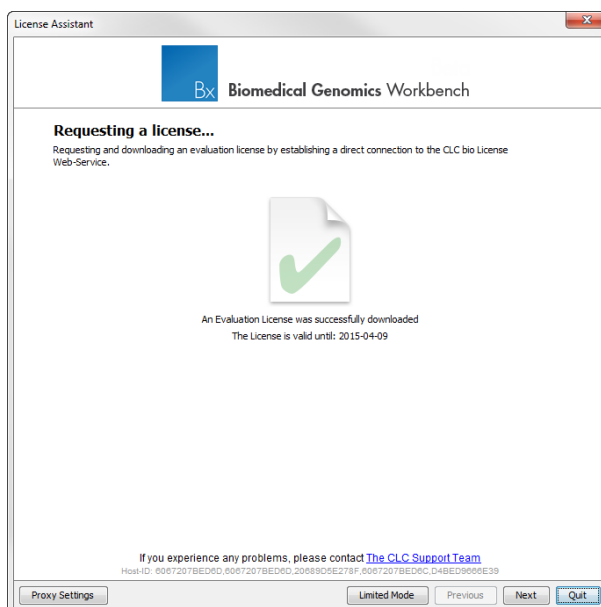 License Assistant
Bx Biomedical Genomics Workbench
Requesting a license...
Requesting and downloading an evaluation license by establishing a direct connection to the CLC bio License
Web-Service.
An Evaluation License was successfully downloaded
The License is valid until: 2015-04-09
If you experience any problems, please contact The CLC Support Team
Host-ID: 6067207BED6D,6067207BED6D,20689D5E278F,6067207BED6C,D4BED9666E39
Proxy Settings Limited Mode Previous Next Quit